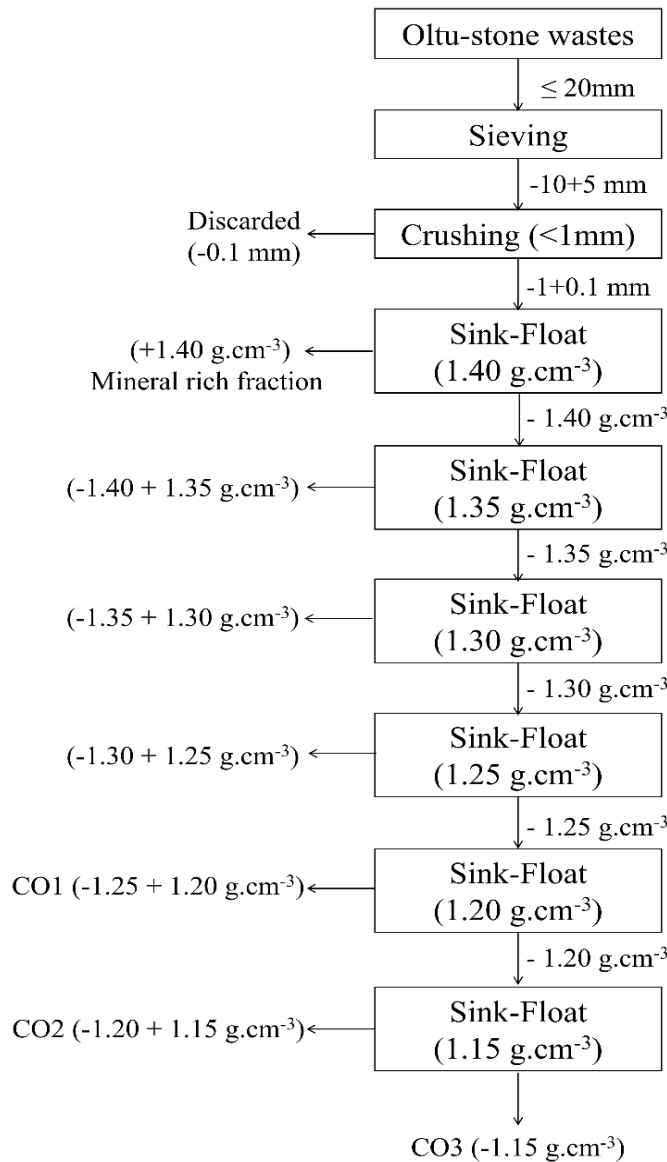 Oltu-stone wastes
≤ 20mm
Sieving
-10+5 mm
Discarded
(-0.1 mm)
Crushing (<1mm)
-1+0.1 mm
(+1.40 g.cm⁻³)
Mineral rich fraction
Sink-Float
(1.40 g.cm⁻³)
- 1.40 g.cm⁻³
(-1.40 + 1.35 g.cm⁻³)
Sink-Float
(1.35 g.cm⁻³)
- 1.35 g.cm⁻³
(-1.35 + 1.30 g.cm⁻³)
Sink-Float
(1.30 g.cm⁻³)
- 1.30 g.cm⁻³
(-1.30 + 1.25 g.cm⁻³)
Sink-Float
(1.25 g.cm⁻³)
- 1.25 g.cm⁻³
CO1 (-1.25 + 1.20 g.cm⁻³)
Sink-Float
(1.20 g.cm⁻³)
- 1.20 g.cm⁻³
CO2 (-1.20 + 1.15 g.cm⁻³)
Sink-Float
(1.15 g.cm⁻³)
CO3 (-1.15 g.cm⁻³)